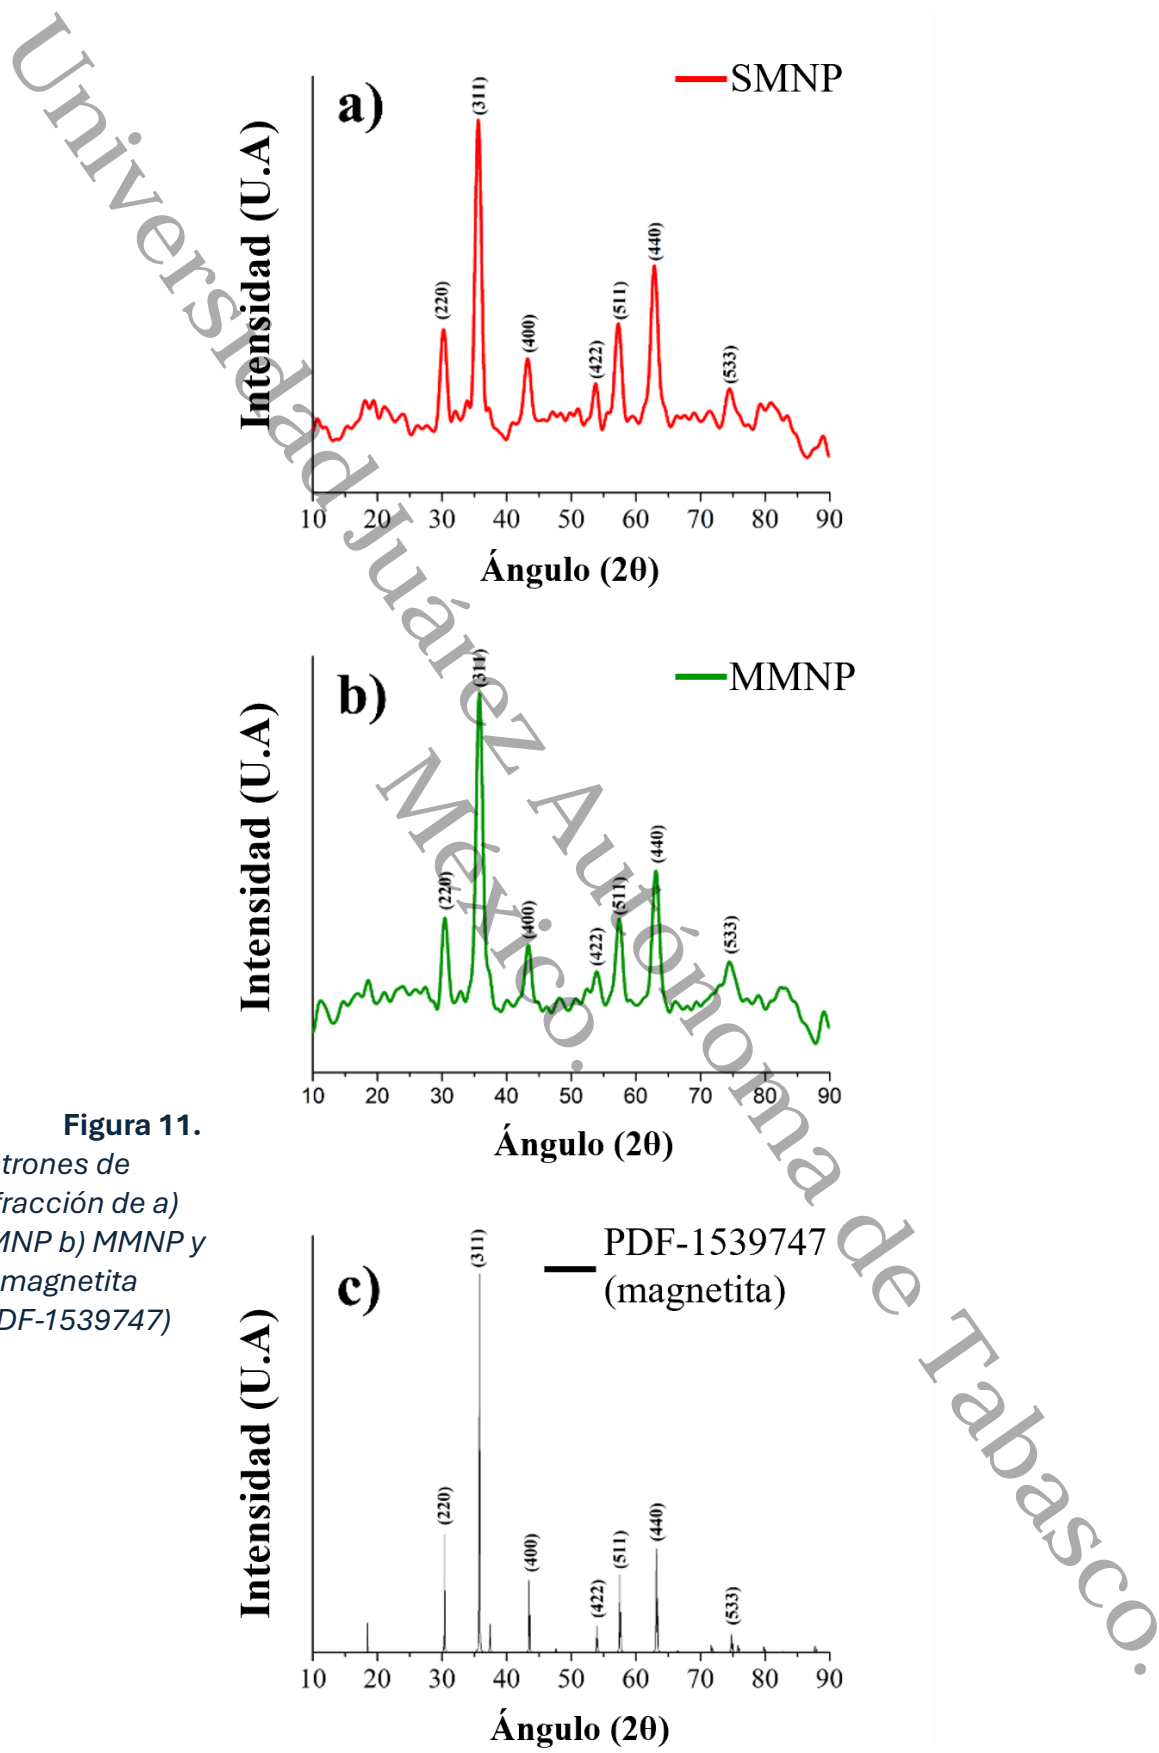 a)
SMNP
Intensidad (U.A)
(220)
(311)
(400)
(422)
(511)
(440)
(533)
10 20 30 40 50 60 70 80 90
Ángulo (2θ)
b)
MMNP
Intensidad (U.A)
(220)
(311)
(400)
(422)
(511)
(440)
(533)
10 20 30 40 50 60 70 80 90
Ángulo (2θ)
Figura 11.
trones de
fracción de a)
MNP b) MMNP y
magnetita
DF-1539747)
c)
PDF-1539747
(magnetita)
Intensidad (U.A)
(220)
(311)
(400)
(422)
(511)
(440)
(533)
10 20 30 40 50 60 70 80 90
Ángulo (2θ)
Universidad Juárez Autónoma de Tabasco.
México.